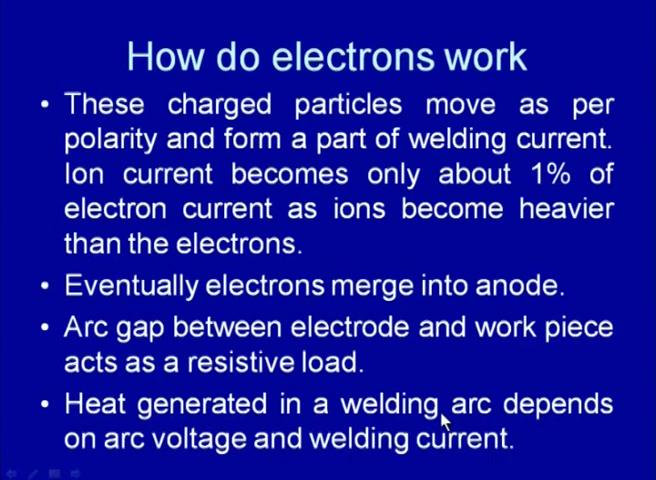 How do electrons work
• These charged particles move as per
polarity and form a part of welding current.
Ion current becomes only about 1% of
electron current as ions become heavier
than the electrons.
• Eventually electrons merge into anode.
• Arc gap between electrode and work piece
acts as a resistive load.
• Heat generated in a welding arc depends
on arc voltage and welding current.